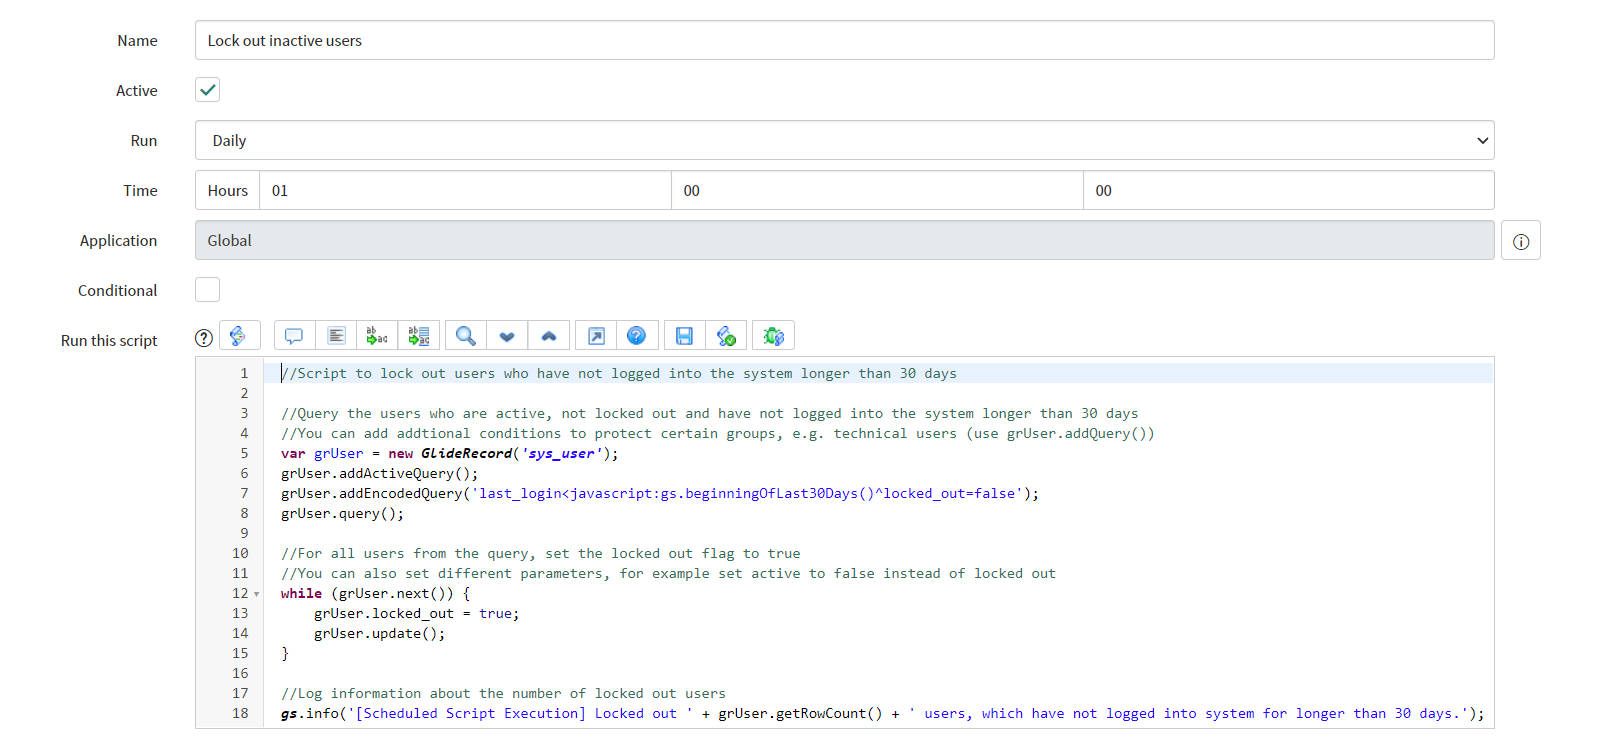 Name Lock out inactive users
Active
Run Daily
Time Hours 01 00 00
Application Global
Conditional
Run this script
1 //Script to lock out users who have not logged into the system longer than 30 days
2
3 //Query the users who are active, not locked out and have not logged into the system longer than 30 days
4 //You can add addtional conditions to protect certain groups, e.g. technical users (use grUser.addQuery())
5 var grUser = new GlideRecord('sys_user');
6 grUser.addActiveQuery();
7 grUser.addEncodedQuery('last_login<javascript:gs.beginningOfLast30Days()^locked_out=false');
8 grUser.query();
9
10 //For all users from the query, set the locked out flag to true
11 //You can also set different parameters, for example set active to false instead of locked out
12 while (grUser.next()) {
13 grUser.locked_out = true;
14 grUser.update();
15 }
16
17 //Log information about the number of locked out users
18 gs.info('[Scheduled Script Execution] Locked out ' + grUser.getRowCount() + ' users, which have not logged into system for longer than 30 days.');